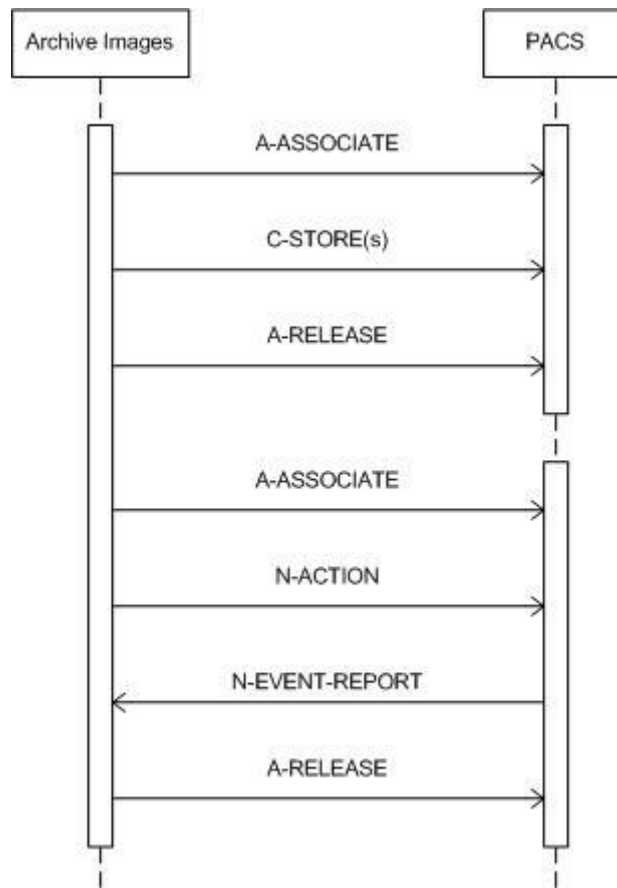 Archive Images
PACS
A-ASSOCIATE
C-STORE(s)
A-RELEASE
A-ASSOCIATE
N-ACTION
N-EVENT-REPORT
A-RELEASE